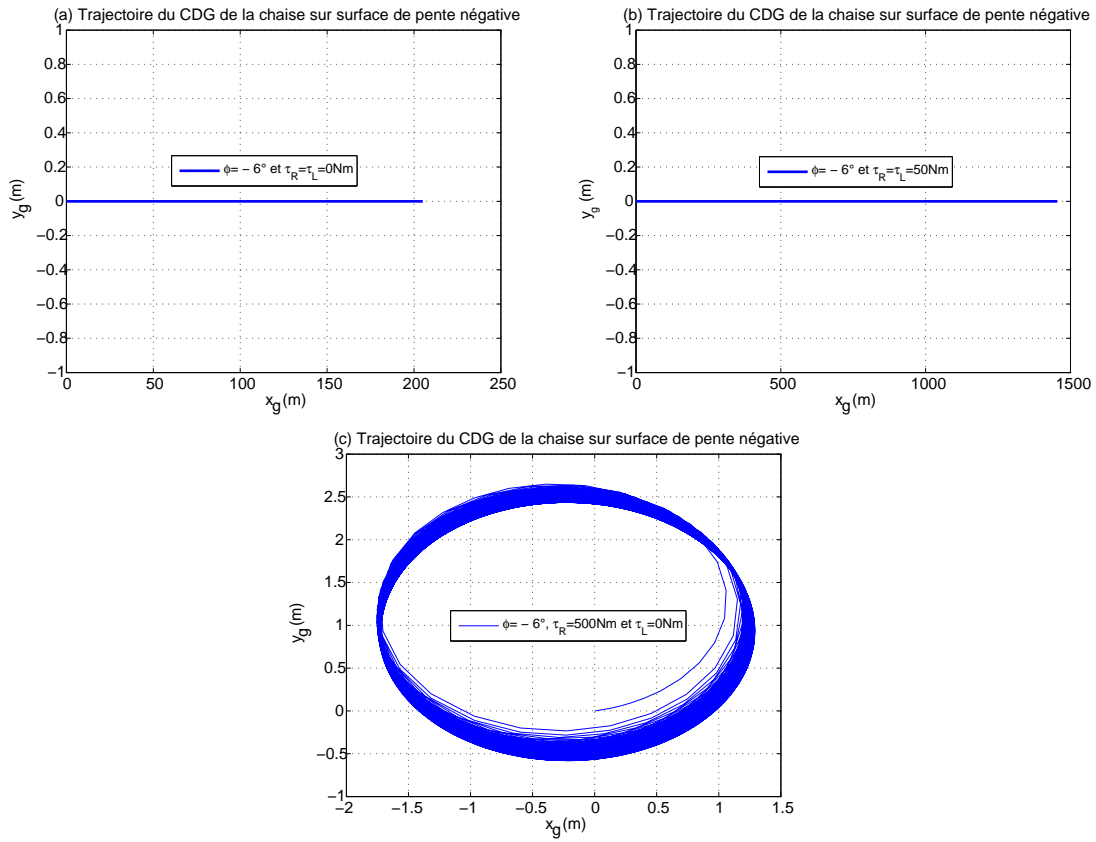 (a) Trajectoire du CDG de la chaise sur surface de pente négative
1
0.8
0.6
0.4
0.2
0
−0.2
−0.4
−0.6
−0.8
−1
y_g(m)
ϕ= − 6° et τ_R=τ_L=0Nm
0 50 100 150 200 250
x_g(m)
(b) Trajectoire du CDG de la chaise sur surface de pente négative
1
0.8
0.6
0.4
0.2
0
−0.2
−0.4
−0.6
−0.8
−1
y_g (m)
ϕ= − 6° et τ_R=τ_L=50Nm
0 500 1000 1500
x_g(m)
(c) Trajectoire du CDG de la chaise sur surface de pente négative
3
2.5
2
1.5
1
0.5
0
−0.5
−1
y_g(m)
ϕ= − 6°, τ_R=500Nm et τ_L=0Nm
−2 −1.5 −1 −0.5 0 0.5 1 1.5
x_g(m)